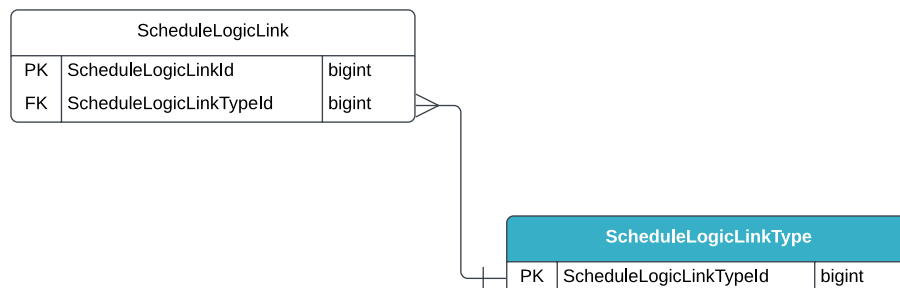 ScheduleLogicLink
PK ScheduleLogicLinkId bigint
FK ScheduleLogicLinkTypeId bigint
ScheduleLogicLinkType
PK ScheduleLogicLinkTypeId bigint